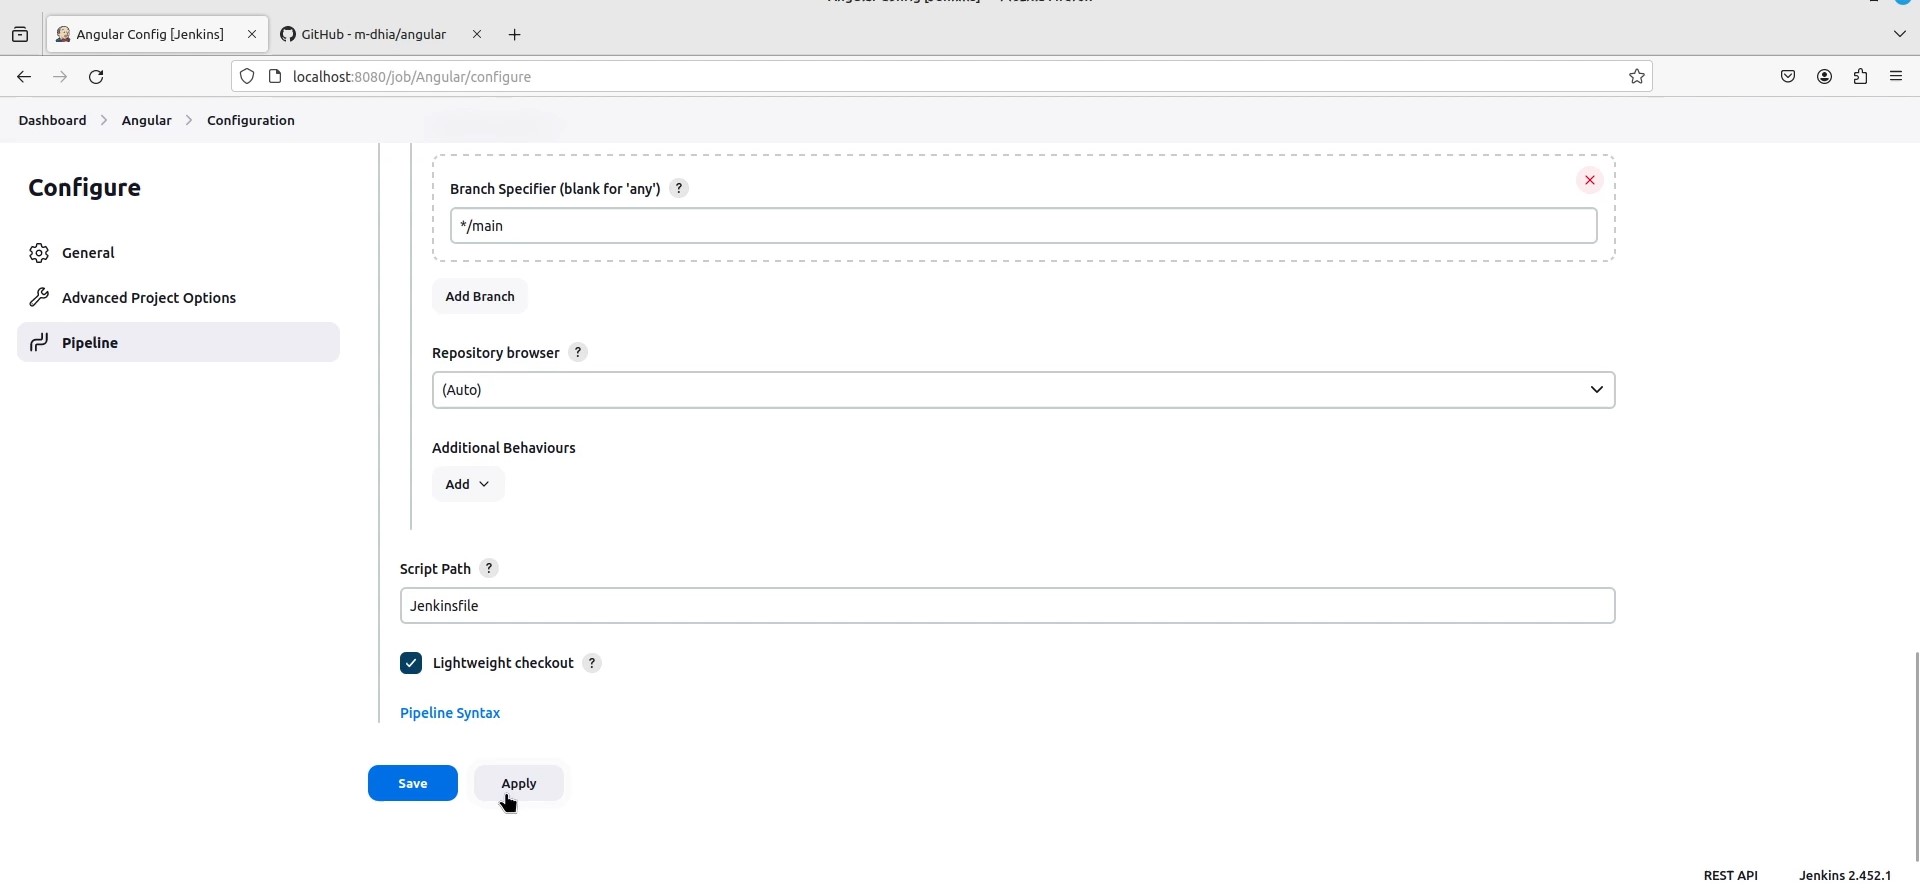 Angular Config [Jenkins]
GitHub - m-dhia/angular
localhost:8080/job/Angular/configure
Dashboard
Angular
Configuration
Configure
General
Advanced Project Options
Pipeline
Branch Specifier (blank for 'any') ?
*/main
Add Branch
Repository browser ?
(Auto)
Additional Behaviours
Add
Script Path ?
Jenkinsfile
Lightweight checkout ?
Pipeline Syntax
Save
Apply
REST API
Jenkins 2.452.1